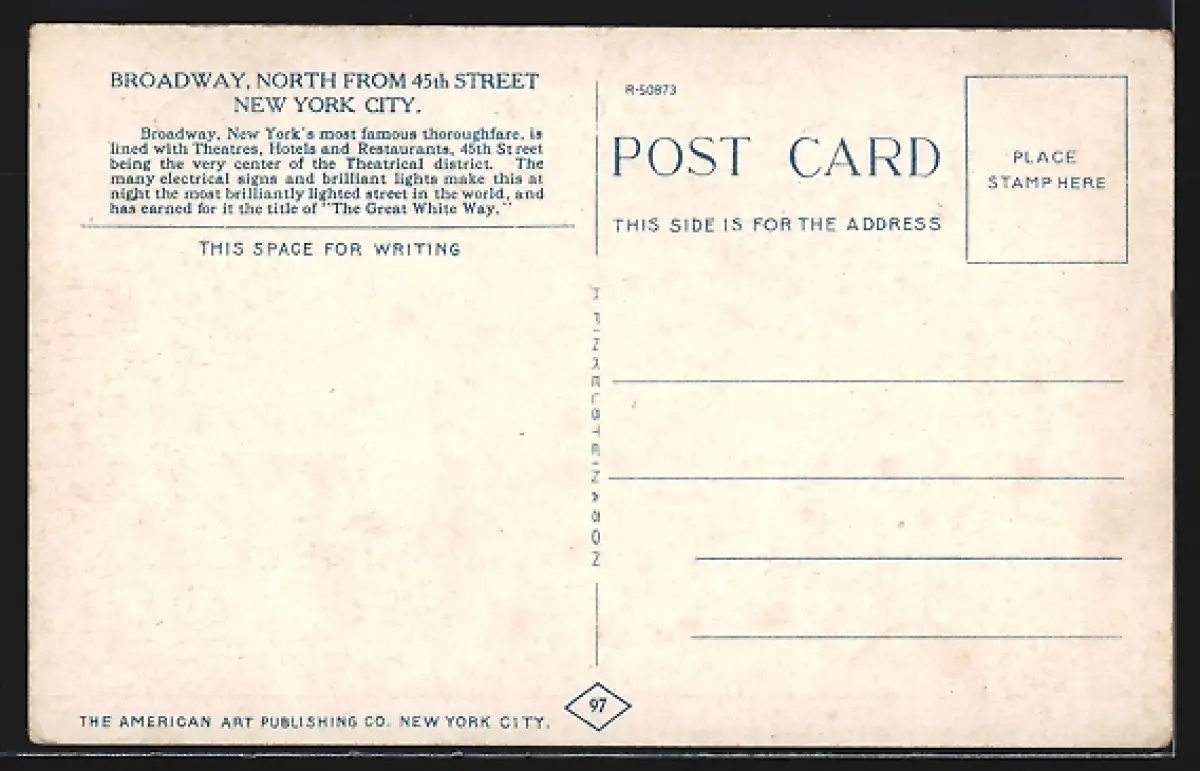 BROADWAY, NORTH FROM 45th STREET
NEW YORK CITY.
Broadway, New York's most famous thoroughfare, is
lined with Theatres, Hotels and Restaurants, 45th Street
being the very center of the Theatrical district. The
many electrical signs and brilliant lights make this at
night the most brilliantly lighted street in the world, and
has earned for it the title of "The Great White Way."
THIS SPACE FOR WRITING
THE AMERICAN ART PUBLISHING CO. NEW YORK CITY.
H FINKELSTEIN & SON
97
R-50873
POST CARD
THIS SIDE IS FOR THE ADDRESS
PLACE
STAMP HERE